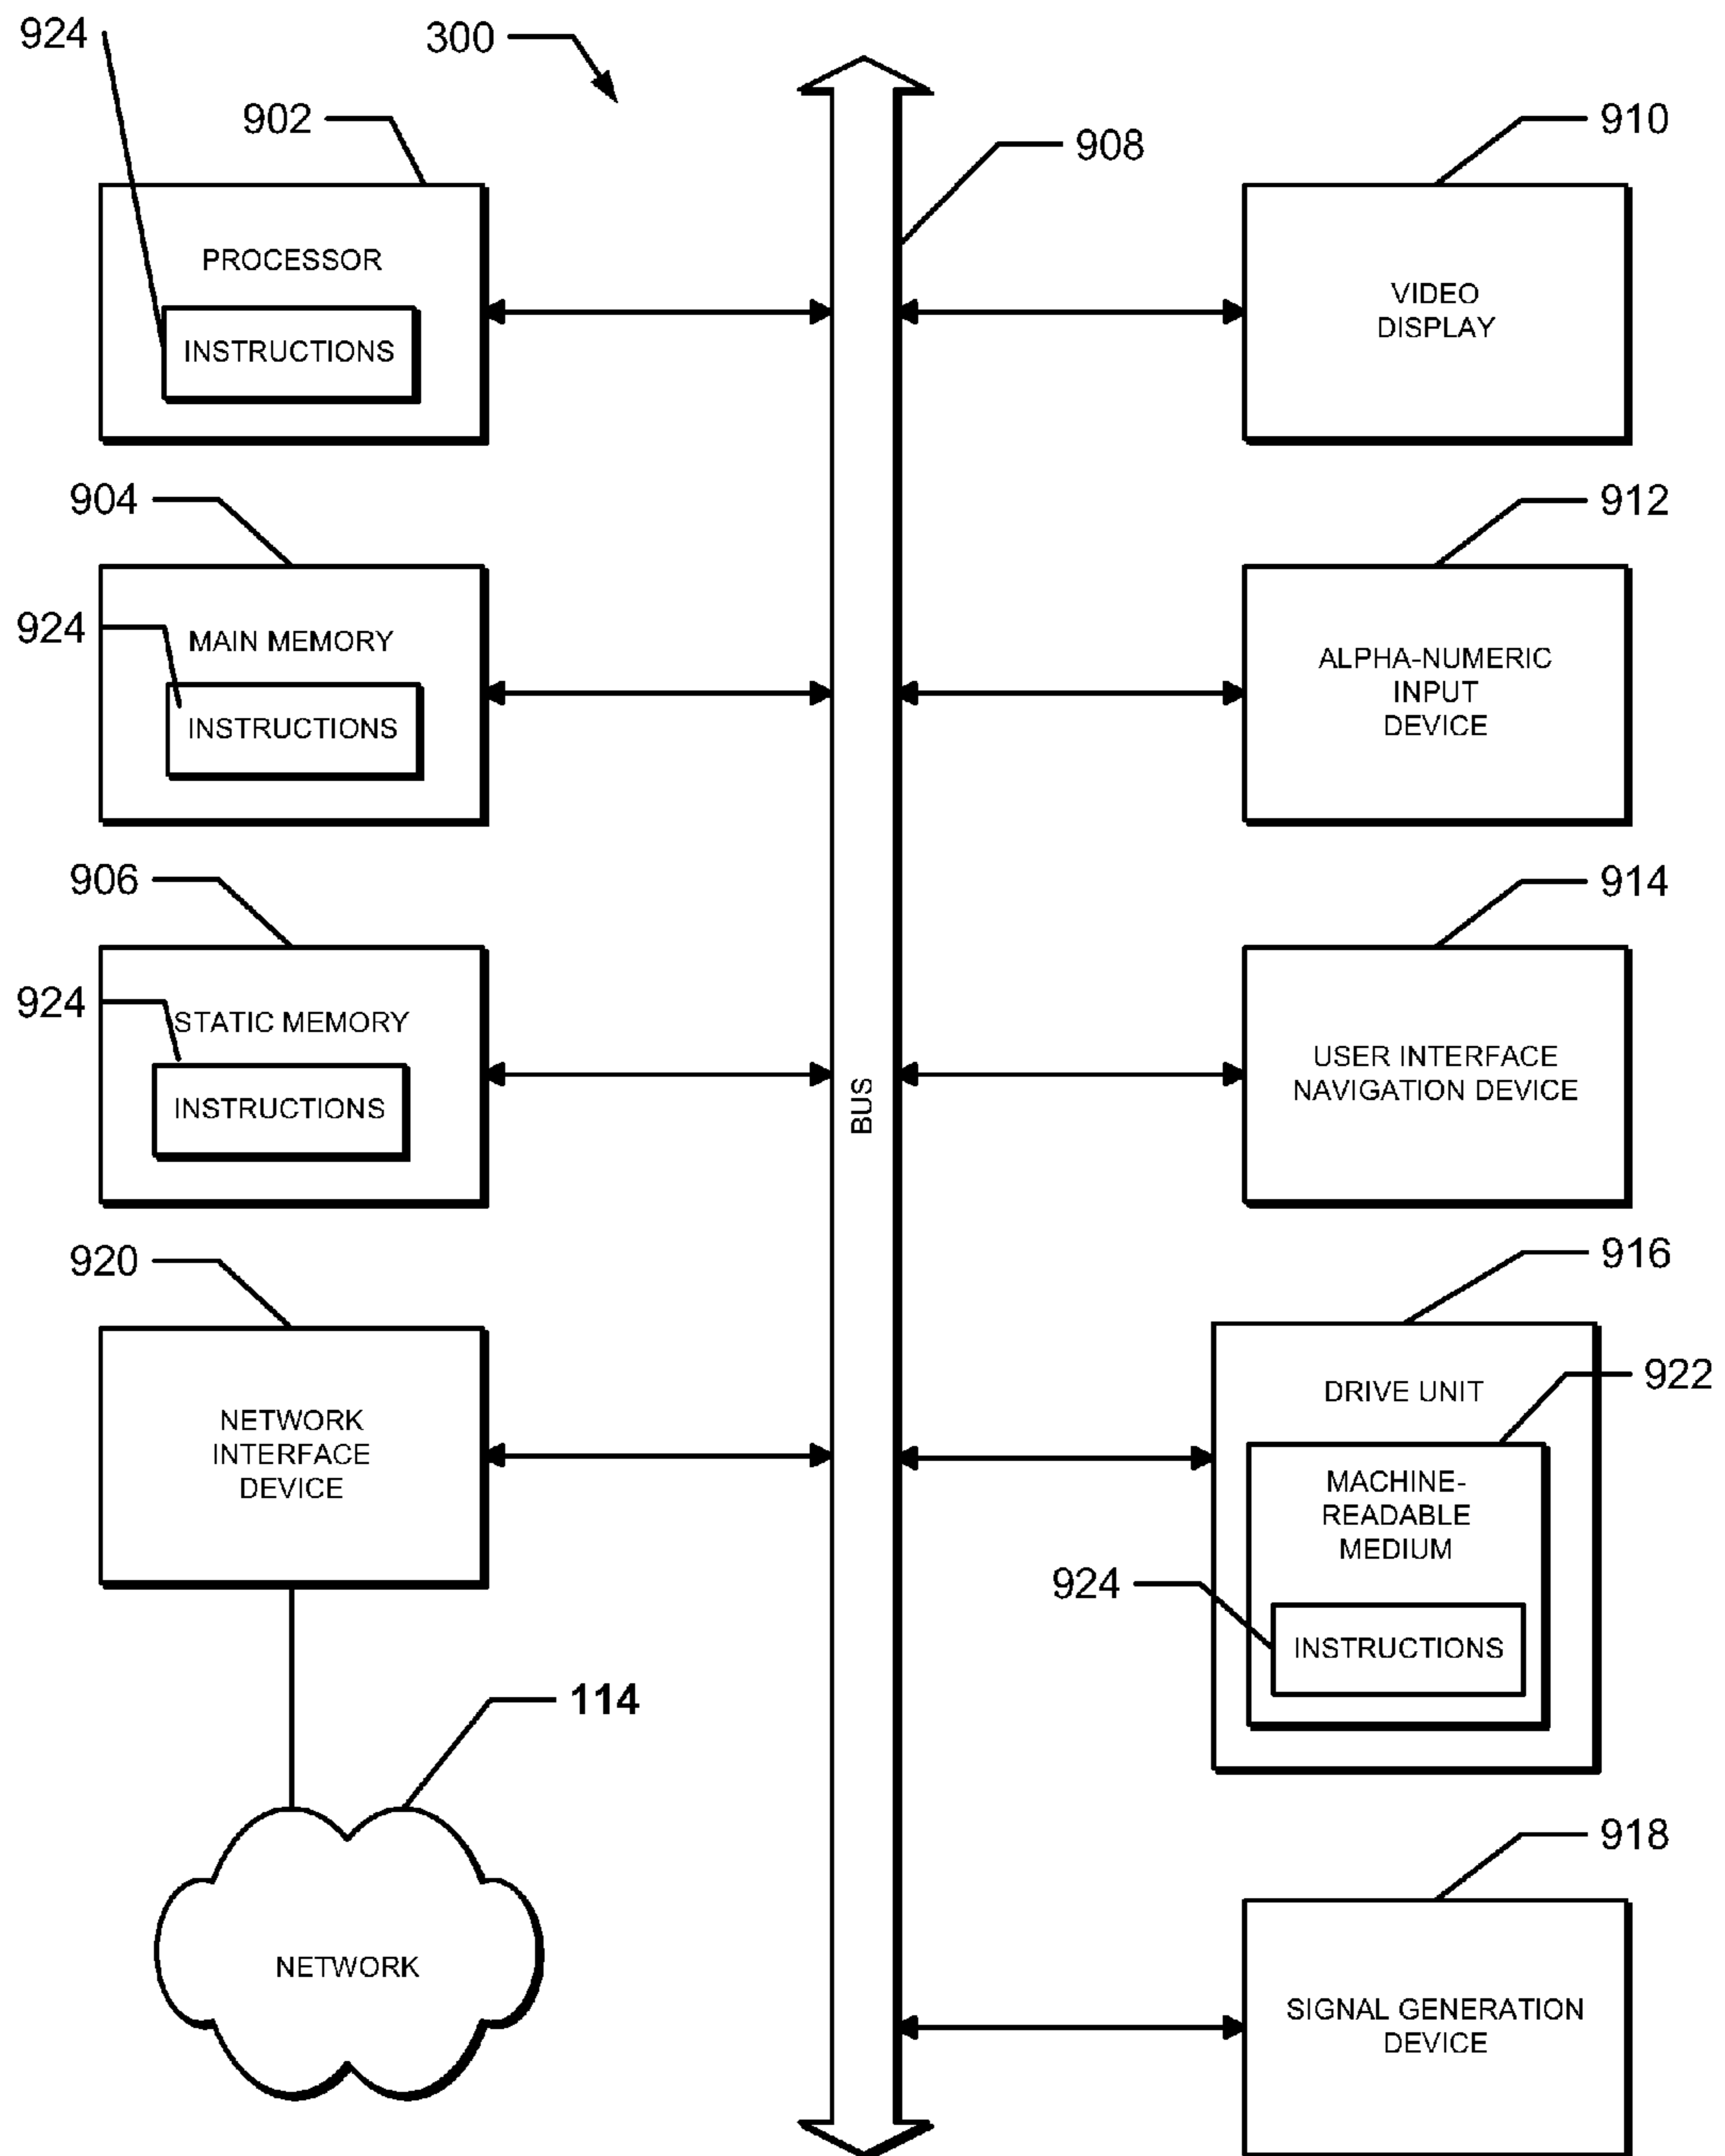 924
300
902
908
910
PROCESSOR
INSTRUCTIONS
VIDEO
DISPLAY
904
912
924
MAIN MEMORY
INSTRUCTIONS
ALPHA-NUMERIC
INPUT
DEVICE
906
914
924
STATIC MEMORY
INSTRUCTIONS
BUS
USER INTERFACE
NAVIGATION DEVICE
920
916
NETWORK
INTERFACE
DEVICE
922
DRIVE UNIT
MACHINE-
READABLE
MEDIUM
924
INSTRUCTIONS
114
NETWORK
918
SIGNAL GENERATION
DEVICE